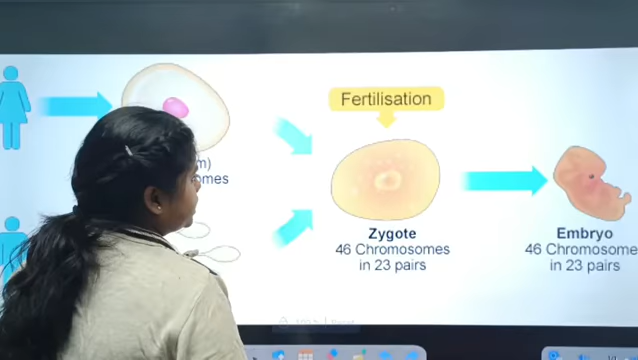 Fertilisation
Zygote
46 Chromosomes
in 23 pairs
Embryo
46 Chromosome
in 23 pairs
m)
omes